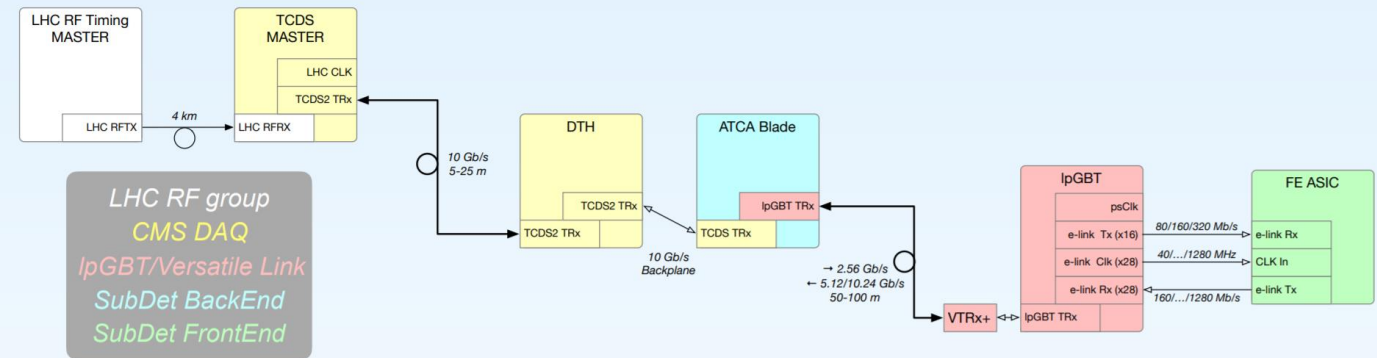 LHC RF Timing
MASTER
LHC RFTX
4 km
TCDS
MASTER
LHC CLK
TCDS2 TRx
LHC RFRX
10 Gb/s
5-25 m
DTH
TCDS2 TRx
TCDS2 TRx
10 Gb/s
Backplane
ATCA Blade
lpGBT TRx
TCDS TRx
→ 2.56 Gb/s
← 5.12/10.24 Gb/s
50-100 m
VTRx+
lpGBT
psClk
e-link Tx (x16)
e-link Clk (x28)
e-link Rx (x28)
lpGBT TRx
80/160/320 Mb/s
40/.../1280 MHz
160/.../1280 Mb/s
FE ASIC
e-link Rx
CLK In
e-link Tx
LHC RF group
CMS DAQ
lpGBT/Versatile Link
SubDet BackEnd
SubDet FrontEnd